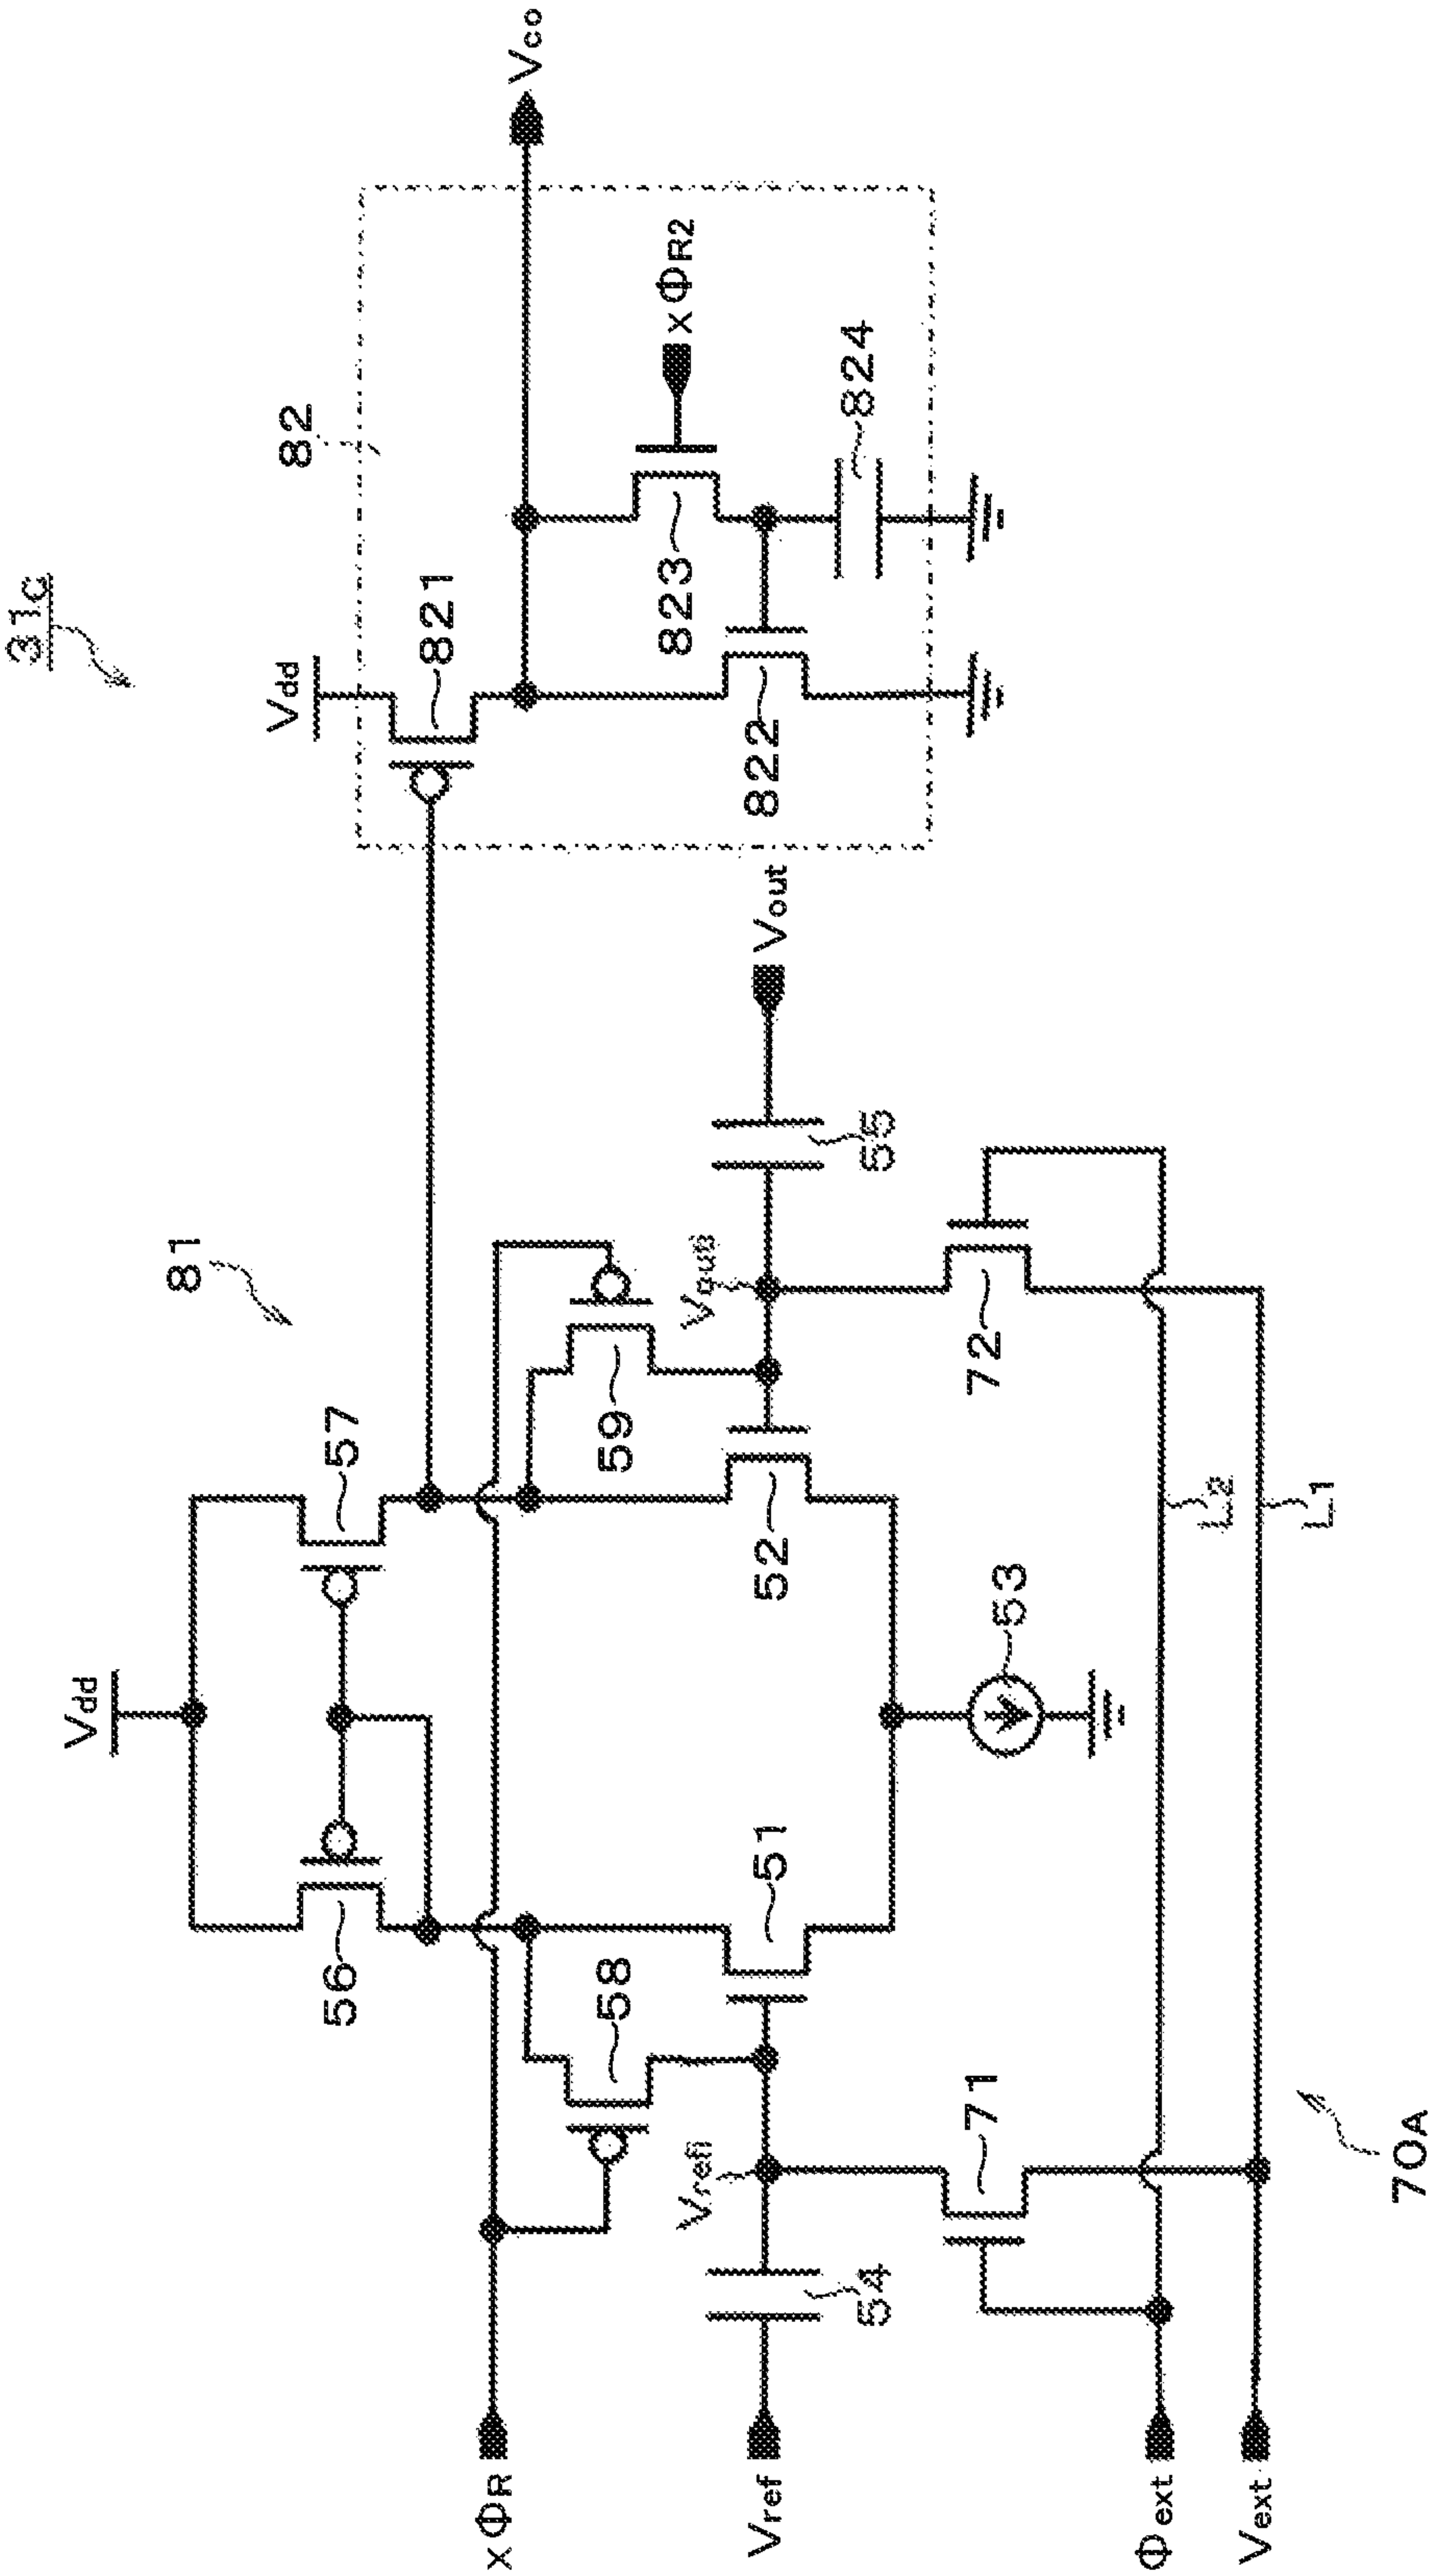 31C
Vdd
81
82
Vdd
56
57
821
Vco
xΦR
58
59
823
xΦR2
Vref
Vrefi
51
52
Vout
822
54
55
Vout
824
71
53
72
Φext
L2
Vext
L1
70A